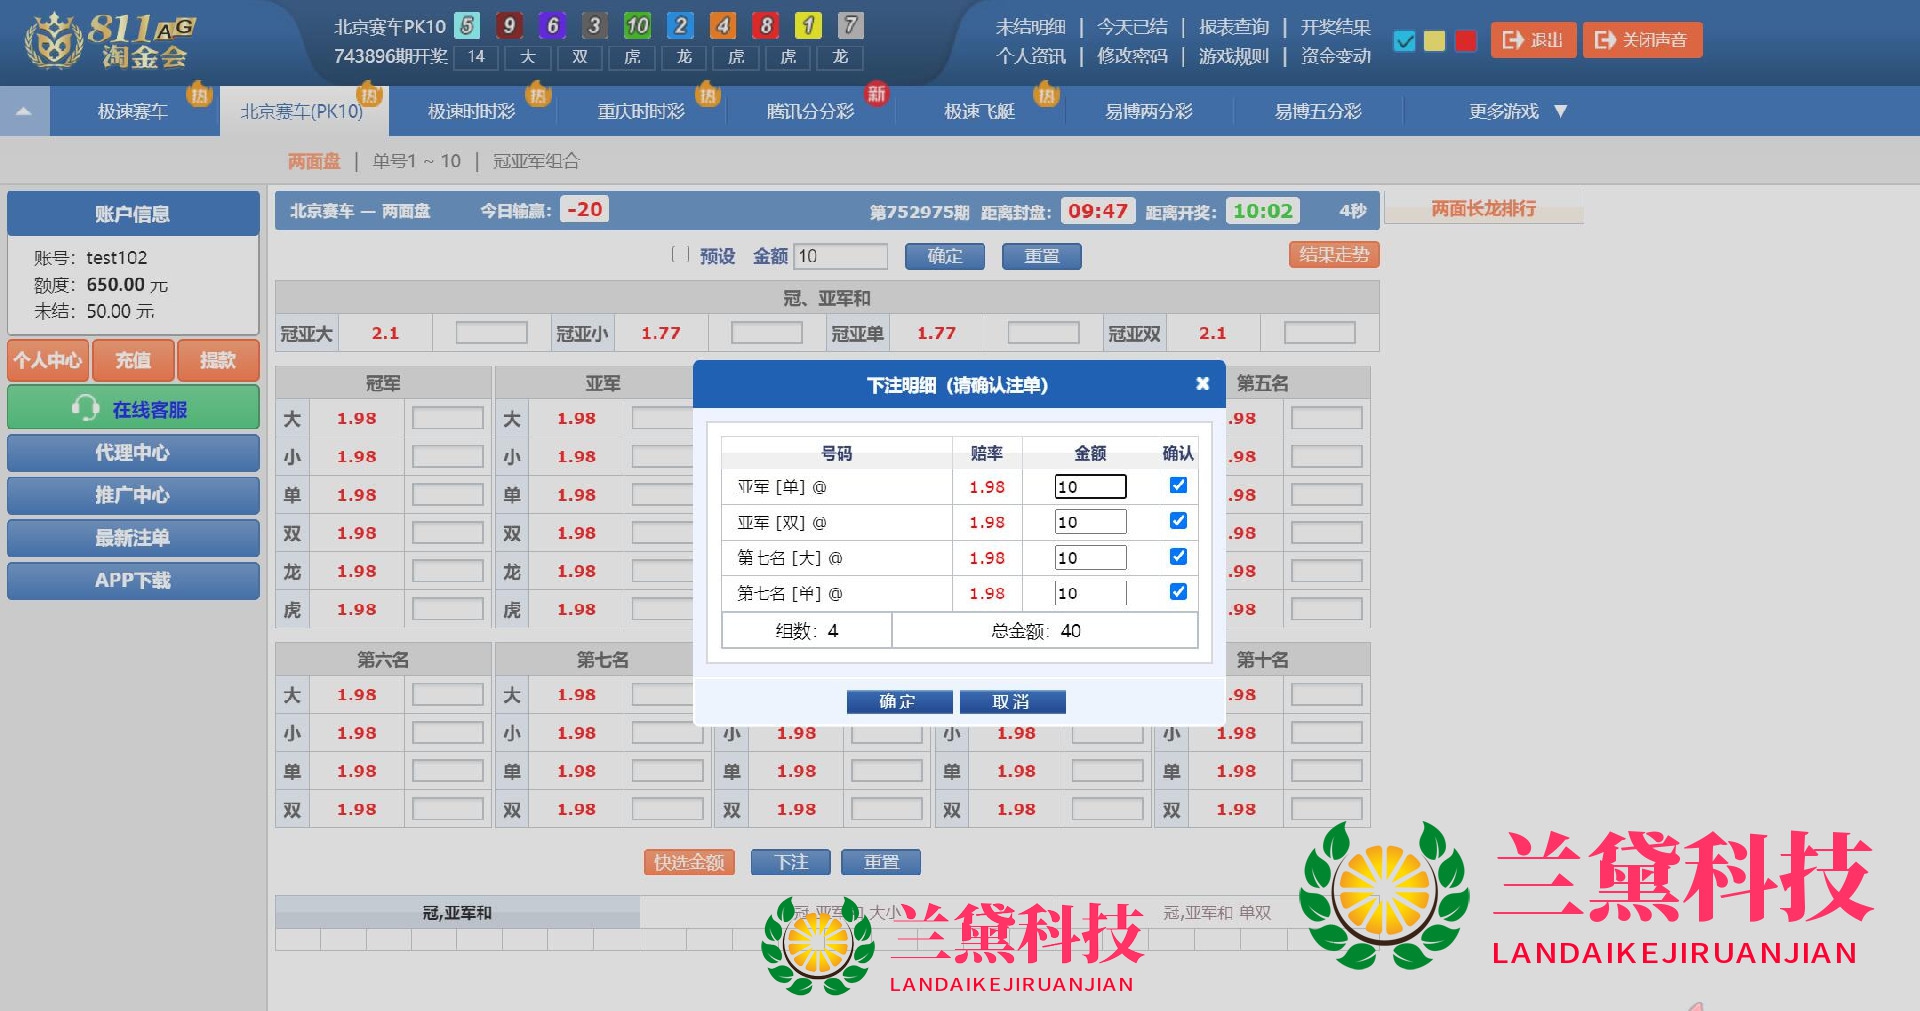 811AG
淘金会
北京赛车PK10 5 9 6 3 10 2 4 8 1 7
743896期开奖 14 大 双 虎 龙 虎 虎 龙
未结明细 | 今天已结 | 报表查询 | 开奖结果
个人资讯 | 修改密码 | 游戏规则 | 资金变动
退出 关闭声音
极速赛车 热 北京赛车(PK10) 热 极速时时彩 热 重庆时时彩 热 腾讯分分彩 新 极速飞艇 热 易博两分彩 易博五分彩 更多游戏 ▼
两面盘 | 单号1 ~ 10 | 冠亚军组合
账户信息
账号：test102
额度：650.00 元
未结：50.00 元
个人中心 充值 提款
在线客服
代理中心
推广中心
最新注单
APP下载
北京赛车 — 两面盘 今日输赢：-20 第752975期 距离封盘：09:47 距离开奖：10:02 4秒
两面长龙排行
预设 金额 10 确定 重置 结果走势
冠、亚军和
冠亚大 2.1 冠亚小 1.77 冠亚单 1.77 冠亚双 2.1
冠军 亚军 第五名
大 1.98 大 1.98 .98
小 1.98 小 1.98 .98
单 1.98 单 1.98 .98
双 1.98 双 1.98 .98
龙 1.98 龙 1.98 .98
虎 1.98 虎 1.98 .98
下注明细（请确认注单）
号码 赔率 金额 确认
亚军 [单] @ 1.98 10
亚军 [双] @ 1.98 10
第七名 [大] @ 1.98 10
第七名 [单] @ 1.98 10
组数：4 总金额：40
确定 取消
第六名 第七名 第十名
大 1.98 大 1.98 .98
小 1.98 小 1.98 小 1.98 小 1.98 小 1.98
单 1.98 单 1.98 单 1.98 单 1.98 单 1.98
双 1.98 双 1.98 双 1.98 双 1.98 双 1.98
快选金额 下注 重置
冠,亚军和 冠,亚军和 大小 冠,亚军和 单双
兰黛科技
LANDAIKEJIRUANJIAN
兰黛科技
LANDAIKEJIRUANJIAN